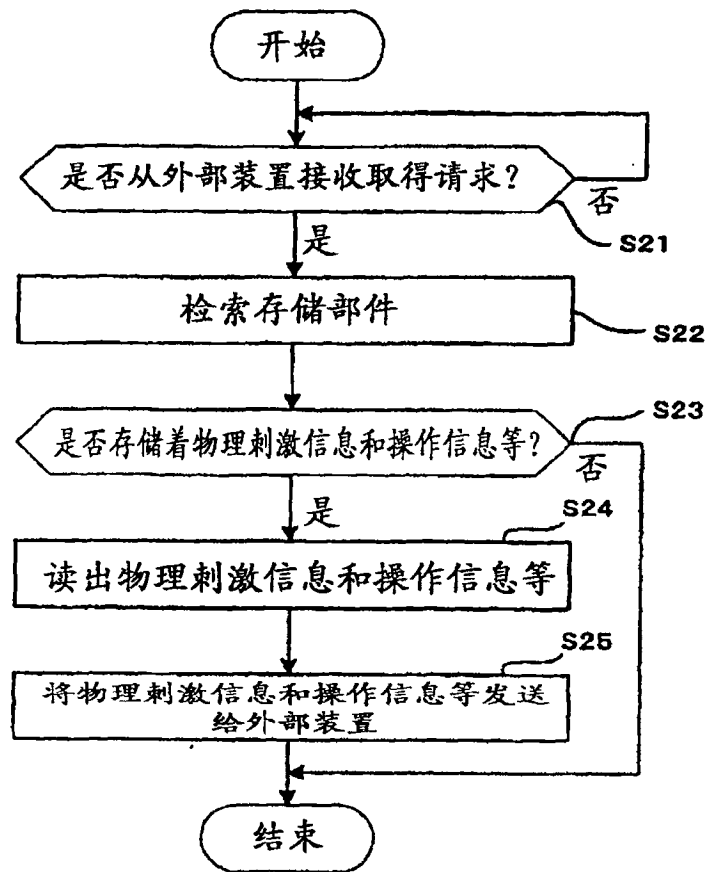 开始
是否从外部装置接收取得请求?
否
S21
是
检索存储部件
S22
S23
是否存储着物理刺激信息和操作信息等?
否
是
S24
读出物理刺激信息和操作信息等
S25
将物理刺激信息和操作信息等发送
给外部装置
结束